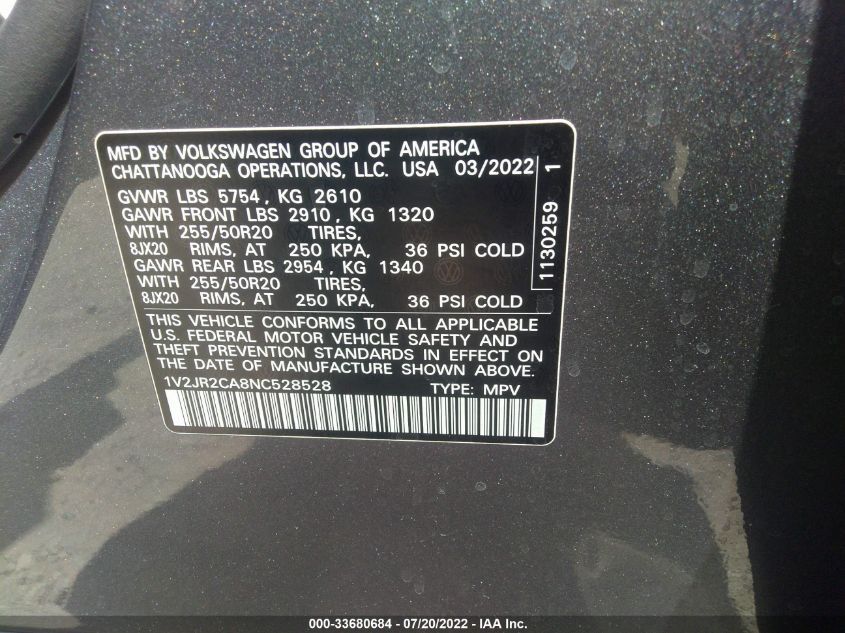 MFD BY VOLKSWAGEN GROUP OF AMERICA
CHATTANOOGA OPERATIONS, LLC. USA 03/2022
GVWR LBS 5754, KG 2610
GAWR FRONT LBS 2910, KG 1320
WITH 255/50R20 TIRES,
8JX20 RIMS, AT 250 KPA, 36 PSI COLD
GAWR REAR LBS 2954, KG 1340
WITH 255/50R20 TIRES,
8JX20 RIMS, AT 250 KPA, 36 PSI COLD
1130259 1
THIS VEHICLE CONFORMS TO ALL APPLICABLE
U.S. FEDERAL MOTOR VEHICLE SAFETY AND
THEFT PREVENTION STANDARDS IN EFFECT ON
THE DATE OF MANUFACTURE SHOWN ABOVE.
1V2JR2CA8NC528528 TYPE: MPV
000-33680684 / 07/20/2022 - IAA Inc.